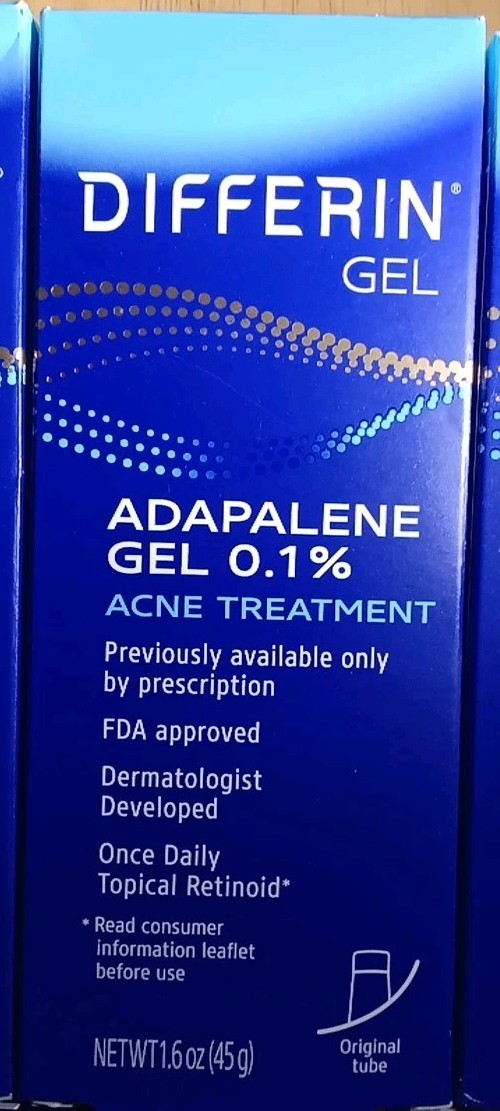 DIFFERIN®
GEL
ADAPALENE
GEL 0.1%
ACNE TREATMENT
Previously available only
by prescription
FDA approved
Dermatologist
Developed
Once Daily
Topical Retinoid*
* Read consumer
information leaflet
before use
NETWT1.6 oz (45 g)
Original
tube